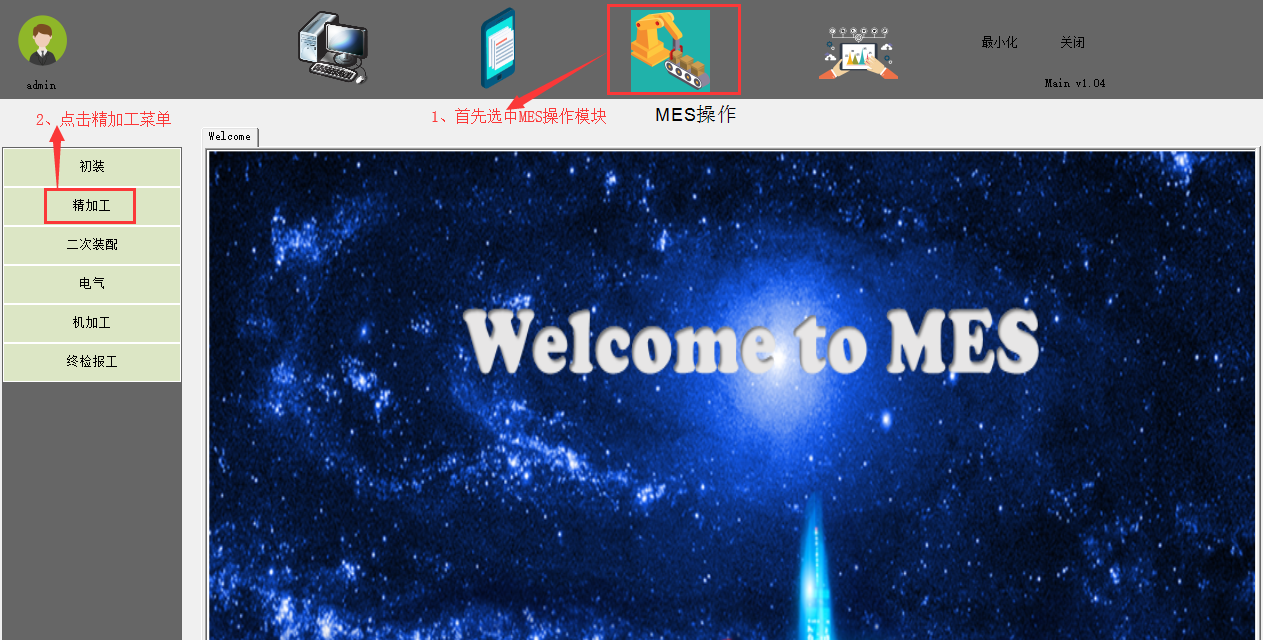 最小化
关闭
admin
Main v1.04
2、点击精加工菜单
1、首先选中MES操作模块
MES操作
Welcome
初装
精加工
二次装配
电气
机加工
终检报工
Welcome to MES